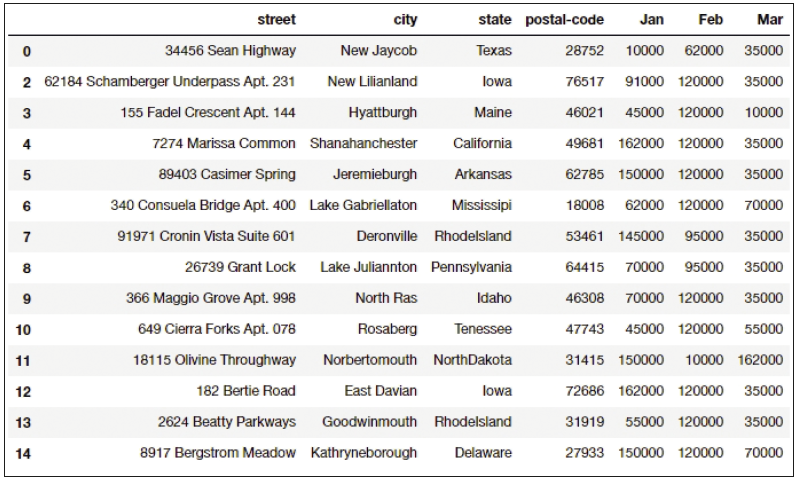 street city state postal-code Jan Feb Mar
0 34456 Sean Highway New Jaycob Texas 28752 10000 62000 35000
2 62184 Schamberger Underpass Apt. 231 New Lilianland Iowa 76517 91000 120000 35000
3 155 Fadel Crescent Apt. 144 Hyattburgh Maine 46021 45000 120000 10000
4 7274 Marissa Common Shanahanchester California 49681 162000 120000 35000
5 89403 Casimer Spring Jeremieburgh Arkansas 62785 150000 120000 35000
6 340 Consuela Bridge Apt. 400 Lake Gabriellaton Mississipi 18008 62000 120000 70000
7 91971 Cronin Vista Suite 601 Deronville RhodeIsland 53461 145000 95000 35000
8 26739 Grant Lock Lake Juliannton Pennsylvania 64415 70000 95000 35000
9 366 Maggio Grove Apt. 998 North Ras Idaho 46308 70000 120000 35000
10 649 Cierra Forks Apt. 078 Rosaberg Tenessee 47743 45000 120000 55000
11 18115 Olivine Throughway Norbertomouth NorthDakota 31415 150000 10000 162000
12 182 Bertie Road East Davian Iowa 72686 162000 120000 35000
13 2624 Beatty Parkways Goodwinmouth RhodeIsland 31919 55000 120000 35000
14 8917 Bergstrom Meadow Kathryneborough Delaware 27933 150000 120000 70000